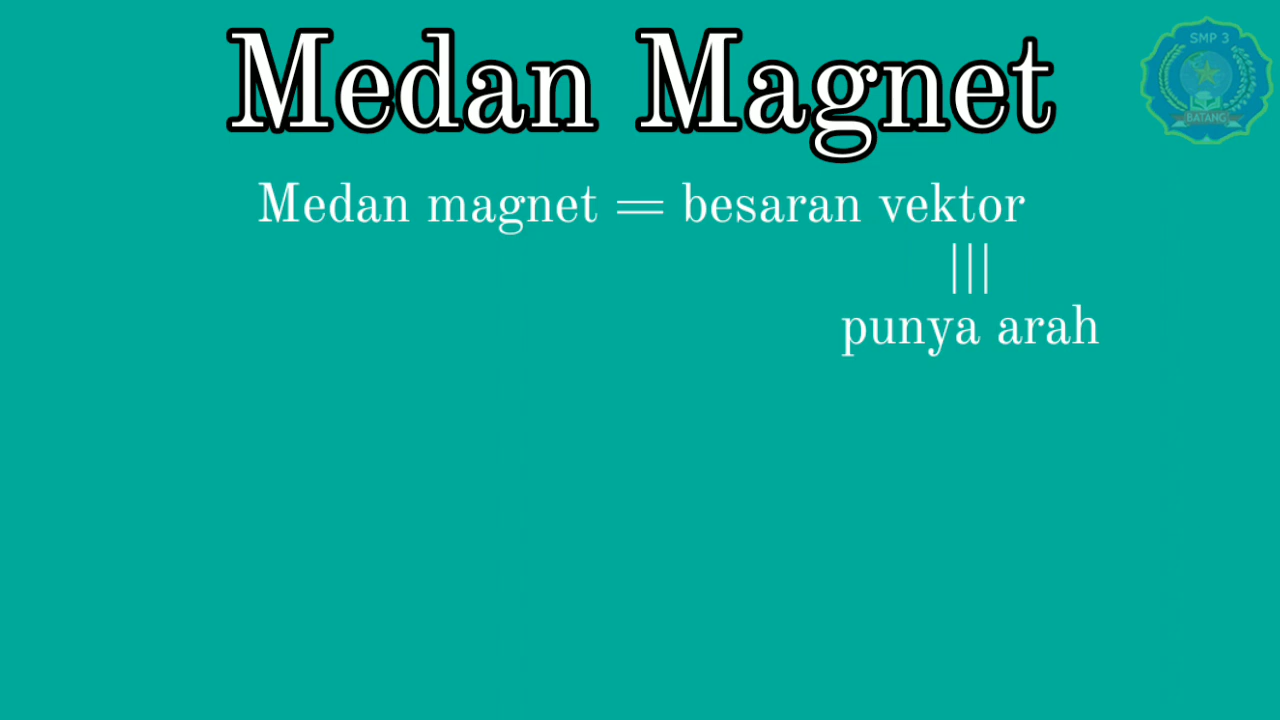 Medan Magnet
SMP 3
BATANG
Medan magnet = besaran vektor
|||
punya arah